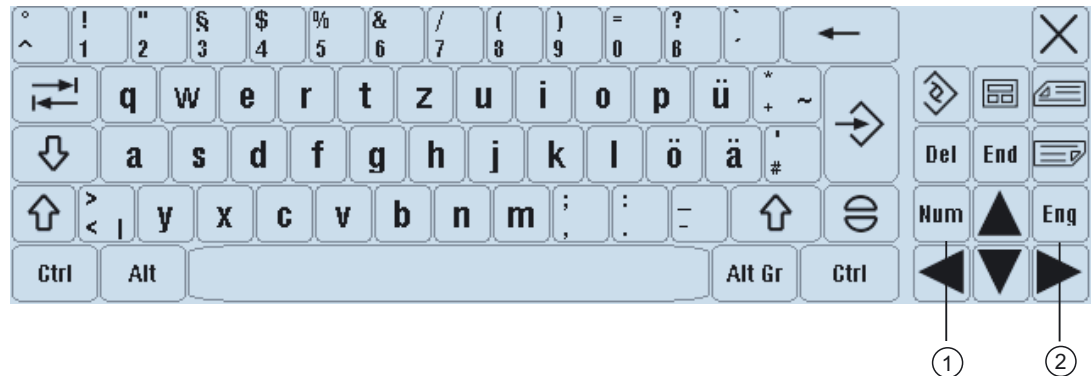 ° ! " § $ % & / ( ) = ? `
^ 1 2 3 4 5 6 7 8 9 0 ß ´
q w e r t z u i o p ü * + ~
a s d f g h j k l ö ä ' # Del End
> < | y x c v b n m ; , : . _ - Num Eng
Ctrl Alt Alt Gr Ctrl
1 2